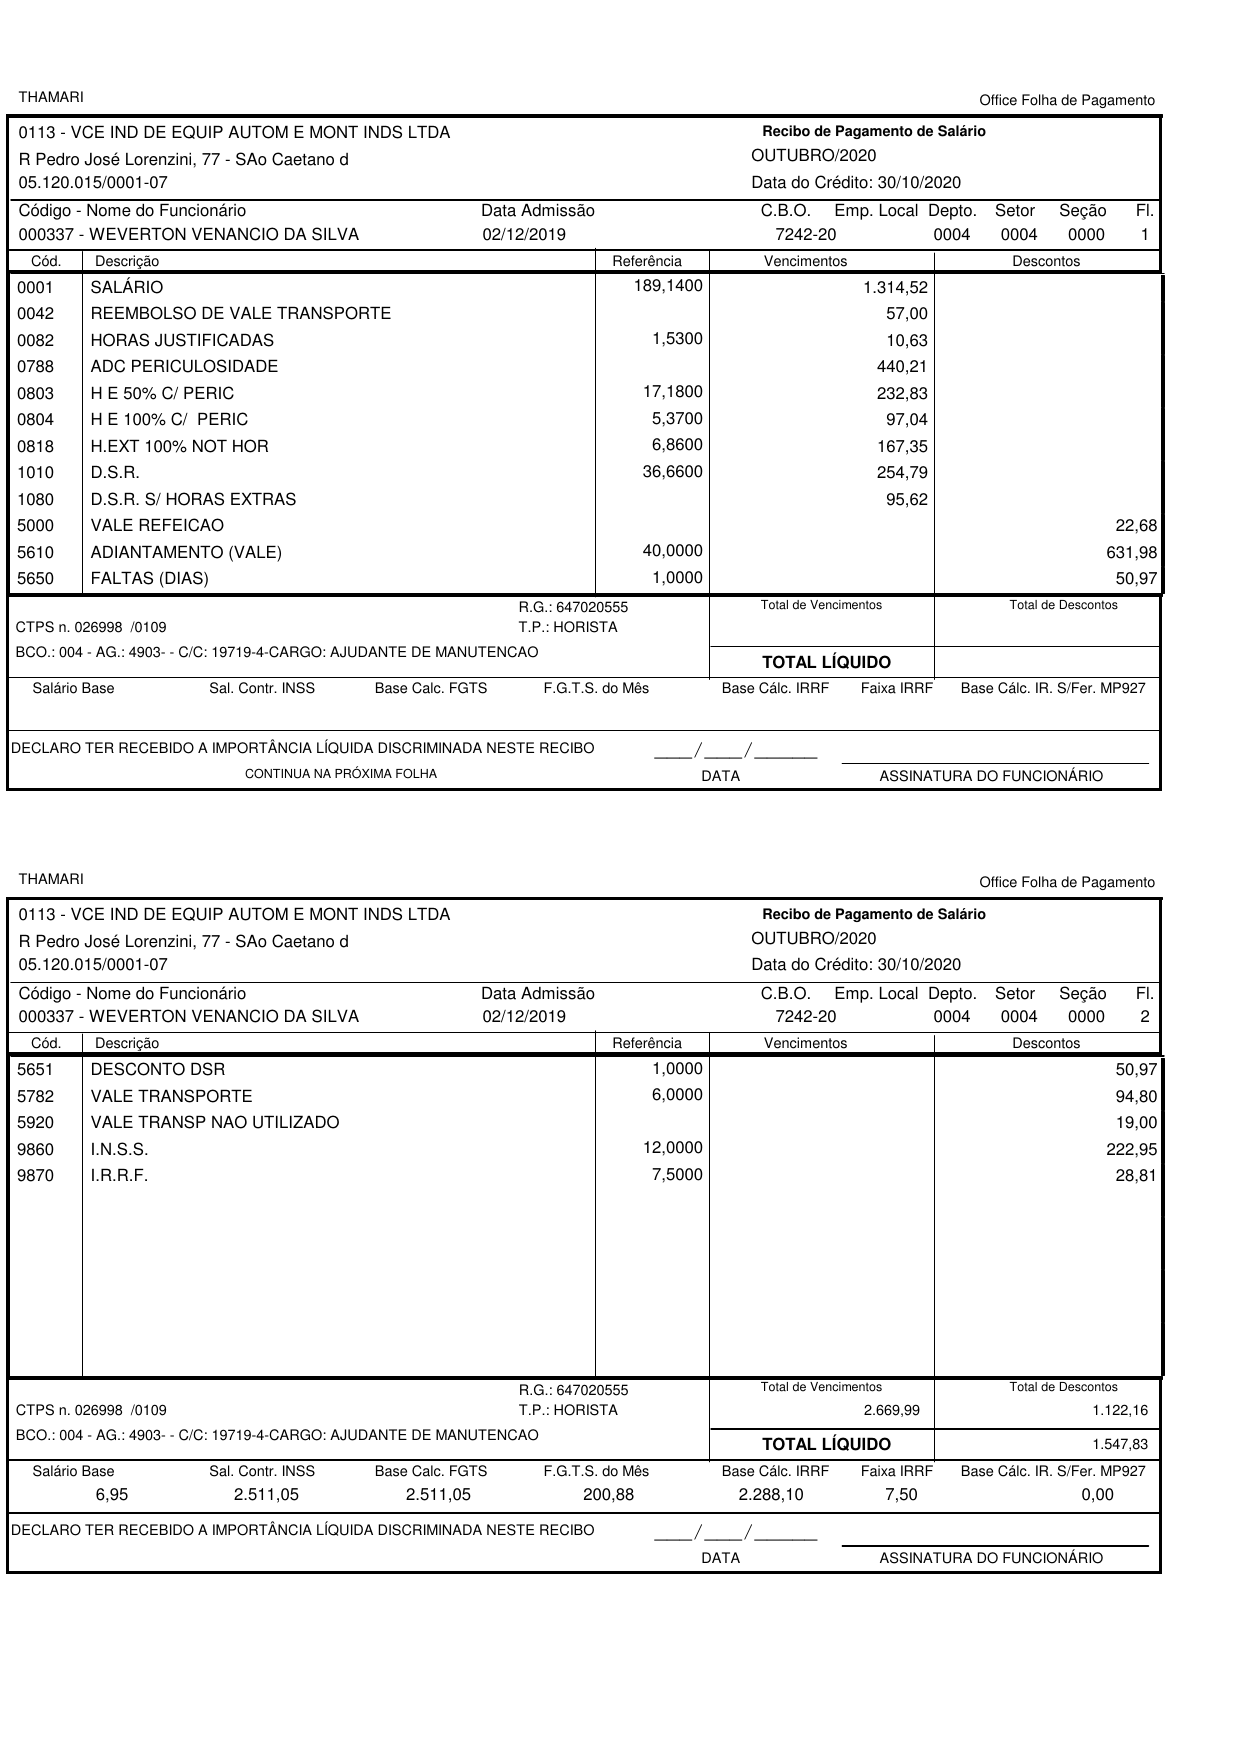 THAMARI Office Folha de Pagamento
0113 - VCE IND DE EQUIP AUTOM E MONT INDS LTDA Recibo de Pagamento de Salário
R Pedro José Lorenzini, 77 - SAo Caetano d OUTUBRO/2020
05.120.015/0001-07 Data do Crédito: 30/10/2020
Código - Nome do Funcionário Data Admissão C.B.O. Emp. Local Depto. Setor Seção Fl.
000337 - WEVERTON VENANCIO DA SILVA 02/12/2019 7242-20 0004 0004 0000 1
Cód. Descrição Referência Vencimentos Descontos
0001 SALÁRIO 189,1400 1.314,52
0042 REEMBOLSO DE VALE TRANSPORTE 57,00
0082 HORAS JUSTIFICADAS 1,5300 10,63
0788 ADC PERICULOSIDADE 440,21
0803 H E 50% C/ PERIC 17,1800 232,83
0804 H E 100% C/  PERIC 5,3700 97,04
0818 H.EXT 100% NOT HOR 6,8600 167,35
1010 D.S.R. 36,6600 254,79
1080 D.S.R. S/ HORAS EXTRAS 95,62
5000 VALE REFEICAO 22,68
5610 ADIANTAMENTO (VALE) 40,0000 631,98
5650 FALTAS (DIAS) 1,0000 50,97
R.G.: 647020555 Total de Vencimentos Total de Descontos
CTPS n. 026998  /0109 T.P.: HORISTA
BCO.: 004 - AG.: 4903- - C/C: 19719-4-CARGO: AJUDANTE DE MANUTENCAO
TOTAL LÍQUIDO
Salário Base Sal. Contr. INSS Base Calc. FGTS F.G.T.S. do Mês Base Cálc. IRRF Faixa IRRF Base Cálc. IR. S/Fer. MP927
DECLARO TER RECEBIDO A IMPORTÂNCIA LÍQUIDA DISCRIMINADA NESTE RECIBO ____/____/______
CONTINUA NA PRÓXIMA FOLHA DATA ASSINATURA DO FUNCIONÁRIO
THAMARI Office Folha de Pagamento
0113 - VCE IND DE EQUIP AUTOM E MONT INDS LTDA Recibo de Pagamento de Salário
R Pedro José Lorenzini, 77 - SAo Caetano d OUTUBRO/2020
05.120.015/0001-07 Data do Crédito: 30/10/2020
Código - Nome do Funcionário Data Admissão C.B.O. Emp. Local Depto. Setor Seção Fl.
000337 - WEVERTON VENANCIO DA SILVA 02/12/2019 7242-20 0004 0004 0000 2
Cód. Descrição Referência Vencimentos Descontos
5651 DESCONTO DSR 1,0000 50,97
5782 VALE TRANSPORTE 6,0000 94,80
5920 VALE TRANSP NAO UTILIZADO 19,00
9860 I.N.S.S. 12,0000 222,95
9870 I.R.R.F. 7,5000 28,81
R.G.: 647020555 Total de Vencimentos Total de Descontos
CTPS n. 026998  /0109 T.P.: HORISTA 2.669,99 1.122,16
BCO.: 004 - AG.: 4903- - C/C: 19719-4-CARGO: AJUDANTE DE MANUTENCAO
TOTAL LÍQUIDO 1.547,83
Salário Base Sal. Contr. INSS Base Calc. FGTS F.G.T.S. do Mês Base Cálc. IRRF Faixa IRRF Base Cálc. IR. S/Fer. MP927
6,95 2.511,05 2.511,05 200,88 2.288,10 7,50 0,00
DECLARO TER RECEBIDO A IMPORTÂNCIA LÍQUIDA DISCRIMINADA NESTE RECIBO ____/____/______
DATA ASSINATURA DO FUNCIONÁRIO